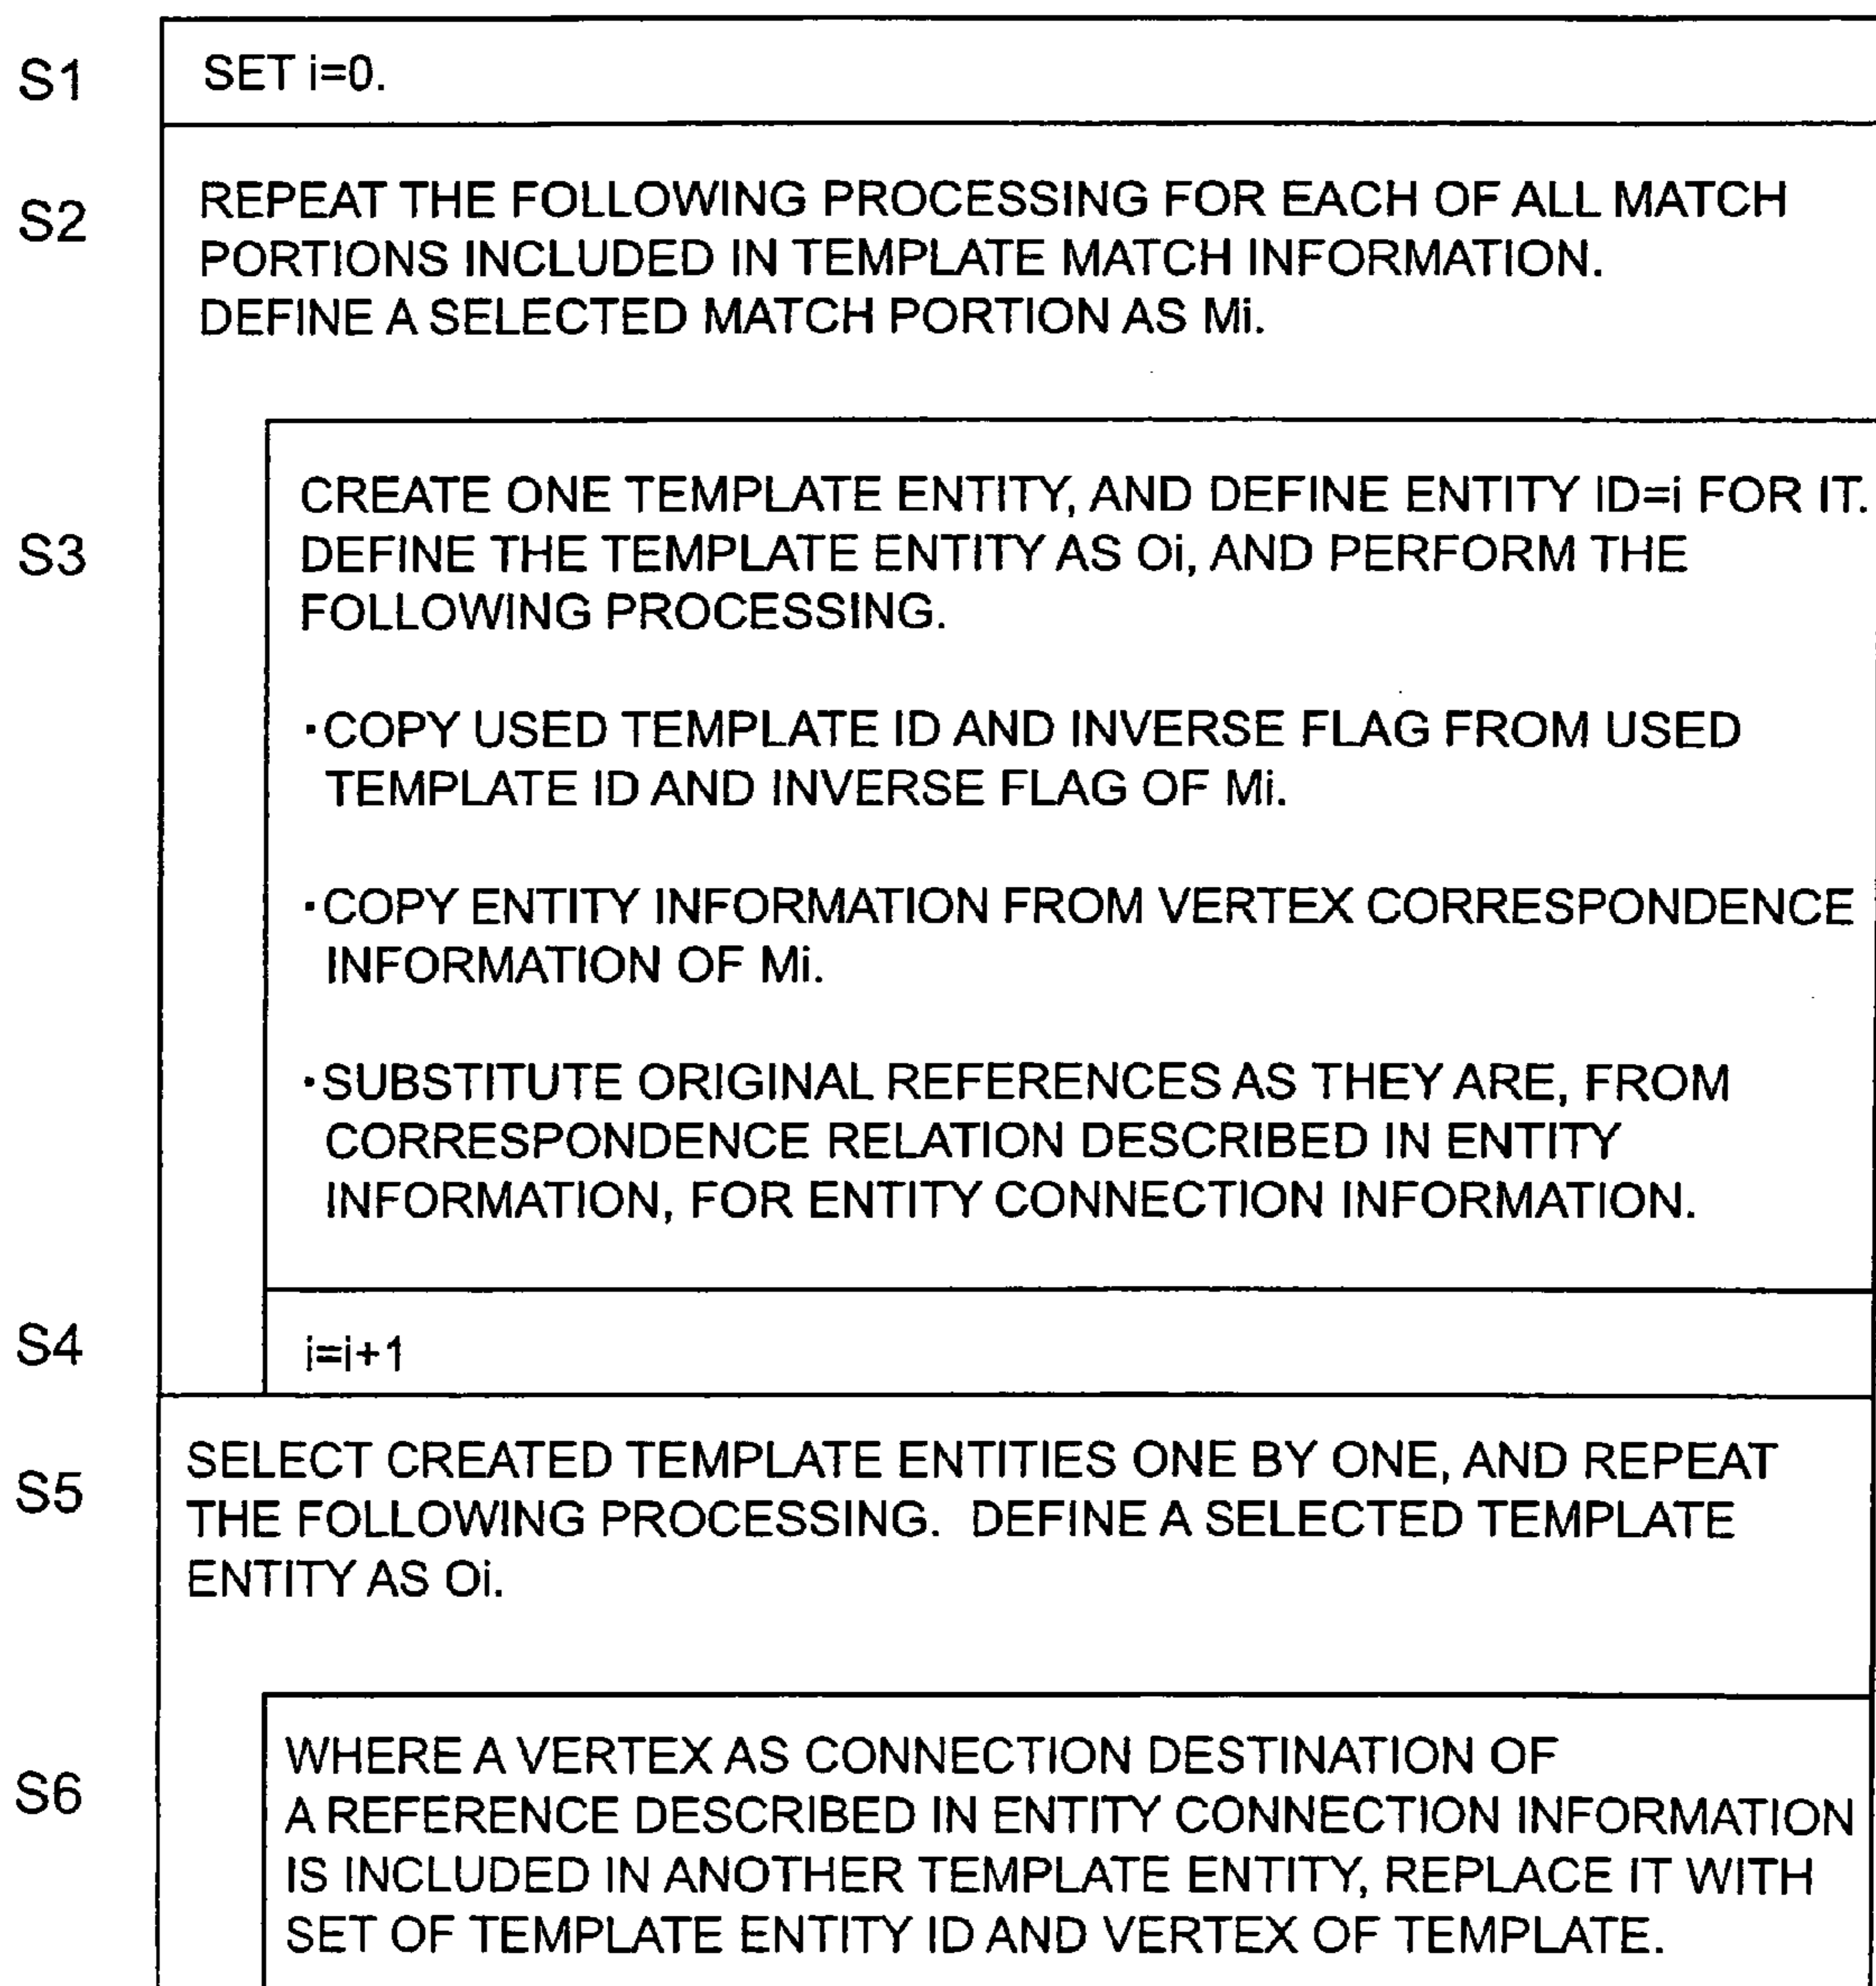 S1
SET i=0.
S2
REPEAT THE FOLLOWING PROCESSING FOR EACH OF ALL MATCH
PORTIONS INCLUDED IN TEMPLATE MATCH INFORMATION.
DEFINE A SELECTED MATCH PORTION AS Mi.
S3
CREATE ONE TEMPLATE ENTITY, AND DEFINE ENTITY ID=i FOR IT.
DEFINE THE TEMPLATE ENTITY AS Oi, AND PERFORM THE
FOLLOWING PROCESSING.
·COPY USED TEMPLATE ID AND INVERSE FLAG FROM USED
TEMPLATE ID AND INVERSE FLAG OF Mi.
·COPY ENTITY INFORMATION FROM VERTEX CORRESPONDENCE
INFORMATION OF Mi.
·SUBSTITUTE ORIGINAL REFERENCES AS THEY ARE, FROM
CORRESPONDENCE RELATION DESCRIBED IN ENTITY
INFORMATION, FOR ENTITY CONNECTION INFORMATION.
S4
i=i+1
S5
SELECT CREATED TEMPLATE ENTITIES ONE BY ONE, AND REPEAT
THE FOLLOWING PROCESSING. DEFINE A SELECTED TEMPLATE
ENTITY AS Oi.
S6
WHERE A VERTEX AS CONNECTION DESTINATION OF
A REFERENCE DESCRIBED IN ENTITY CONNECTION INFORMATION
IS INCLUDED IN ANOTHER TEMPLATE ENTITY, REPLACE IT WITH
SET OF TEMPLATE ENTITY ID AND VERTEX OF TEMPLATE.